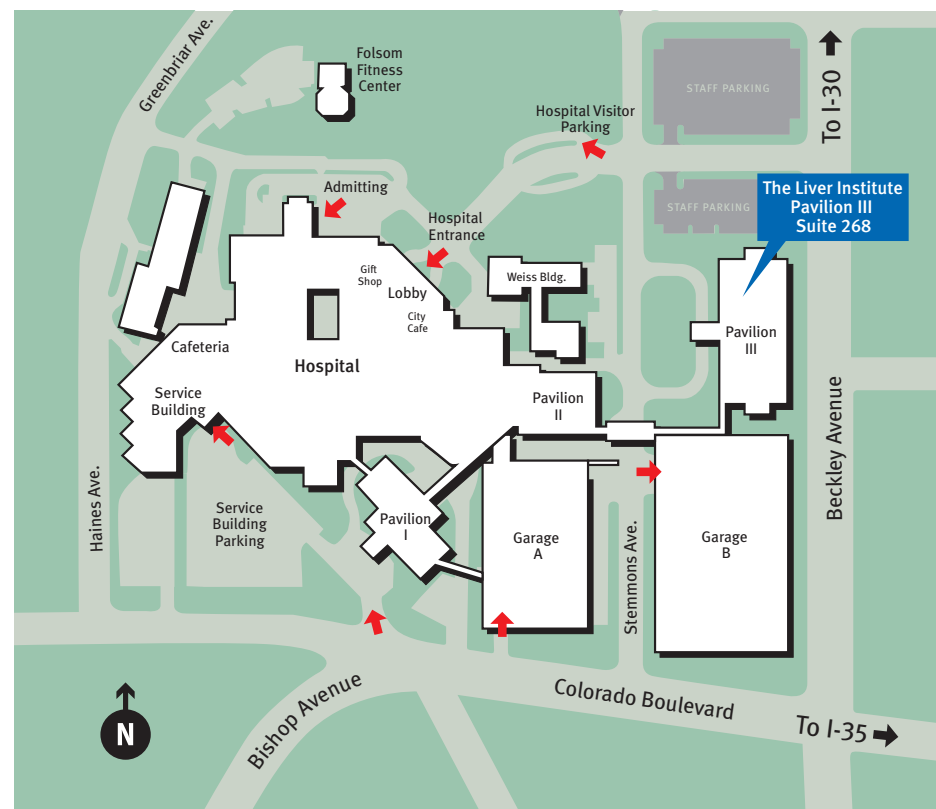 Greenbriar Ave.
Folsom
Fitness
Center
Hospital Visitor
Parking
STAFF PARKING
To I-30
Admitting
STAFF PARKING
The Liver Institute
Pavilion III
Suite 268
Hospital
Entrance
Gift
Shop
Lobby
City
Cafe
Weiss Bldg.
Pavilion
III
Cafeteria
Hospital
Service
Building
Pavilion
II
Beckley Avenue
Haines Ave.
Service
Building
Parking
Pavilion
I
Garage
A
Stemmons Ave.
Garage
B
Bishop Avenue
Colorado Boulevard
To I-35
N